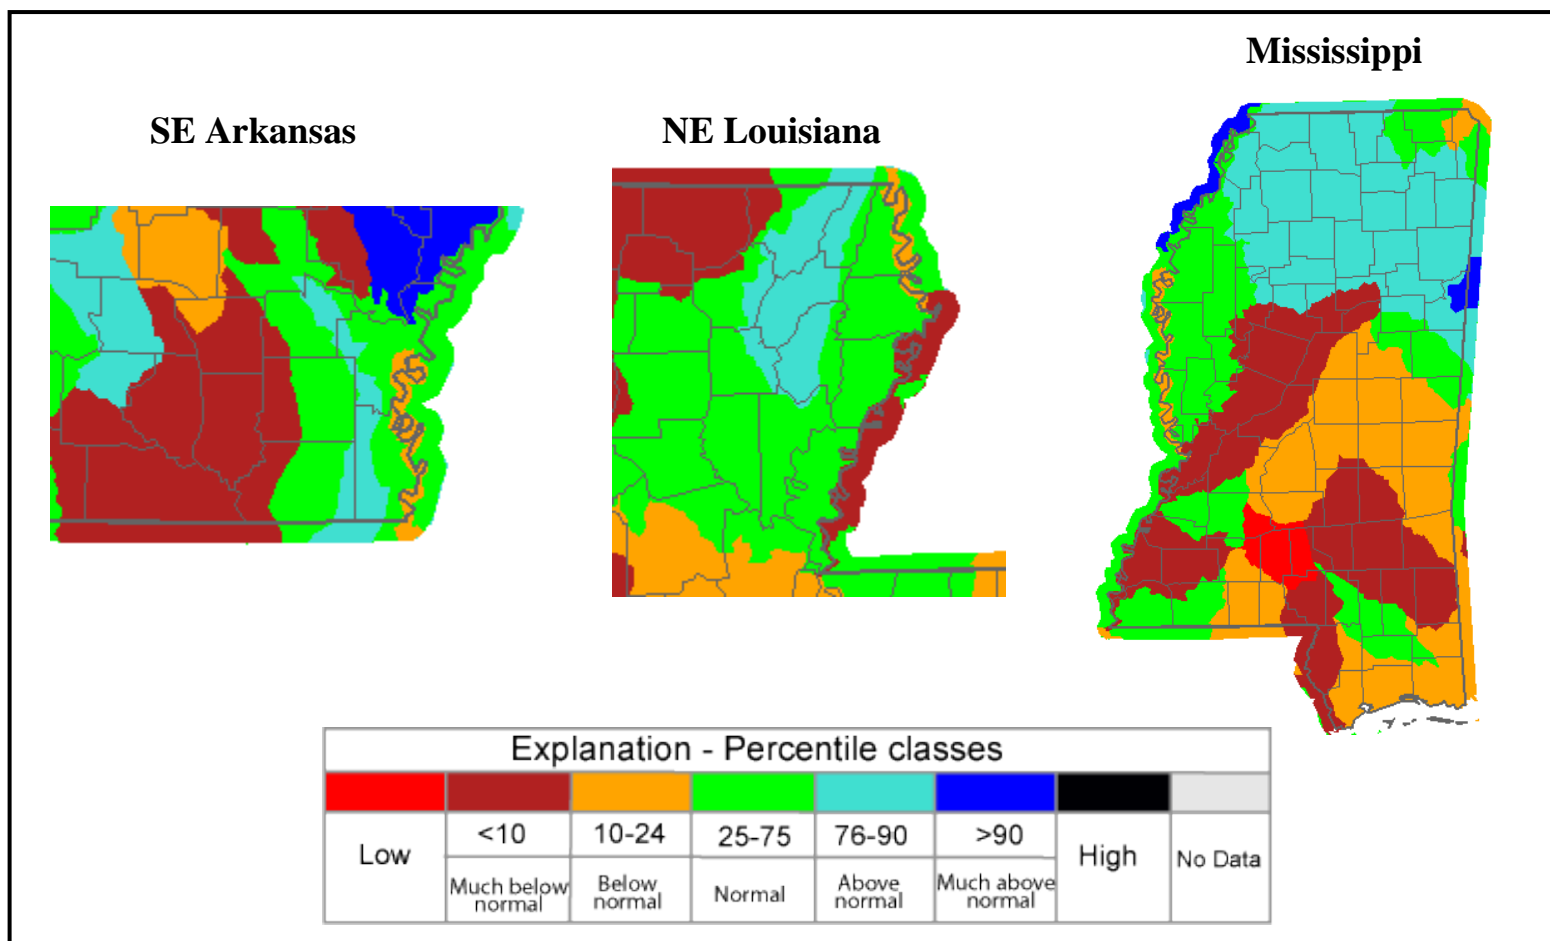 Mississippi
SE Arkansas
NE Louisiana
Explanation - Percentile classes
Low
<10
10-24
25-75
76-90
>90
High
No Data
Much below
normal
Below
normal
Normal
Above
normal
Much above
normal